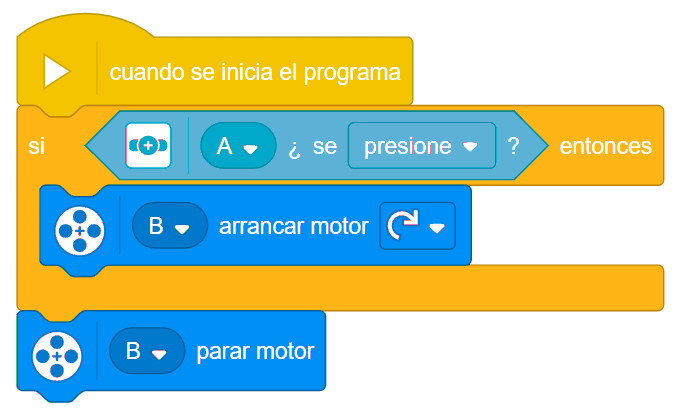 cuando se inicia el programa
si A ¿ se presione ? entonces
B arrancar motor
B parar motor